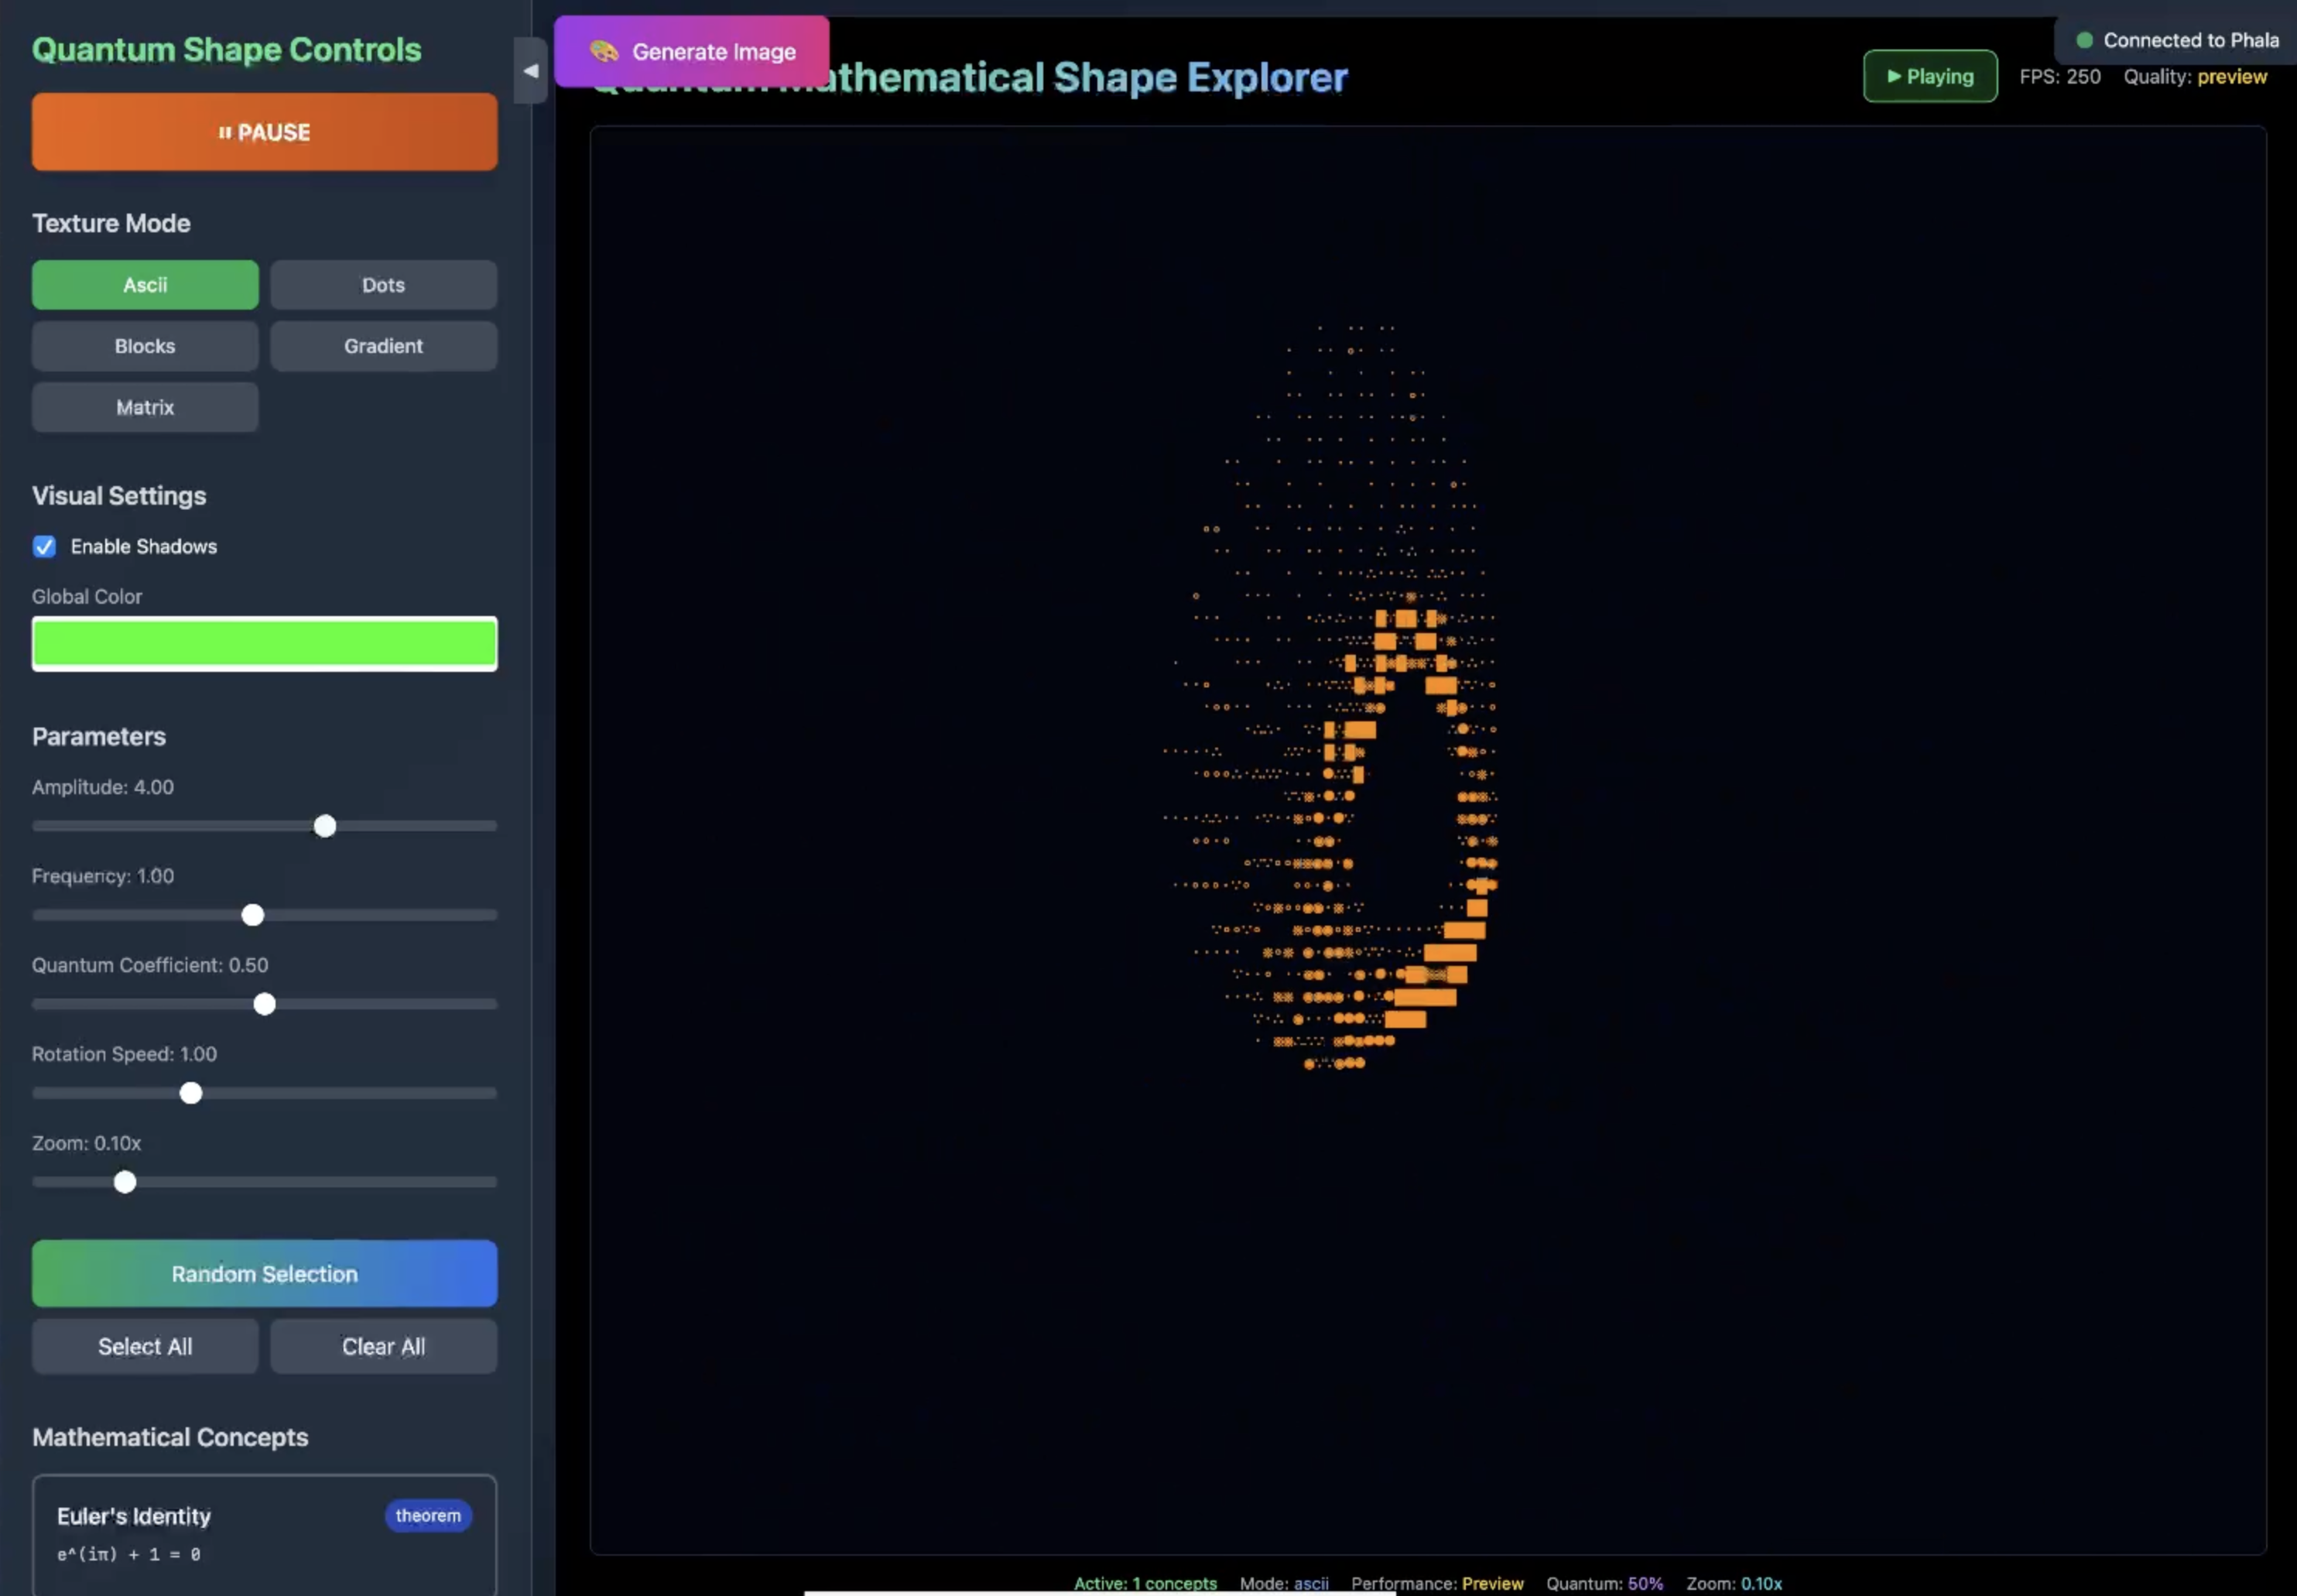 Quantum Shape Controls
◀
🎨 Generate Image
Quantum Mathematical Shape Explorer
▶ Playing
FPS: 250
Quality: preview
Connected to Phala
⏸ PAUSE
Texture Mode
Ascii
Dots
Blocks
Gradient
Matrix
Visual Settings
Enable Shadows
Global Color
Parameters
Amplitude: 4.00
Frequency: 1.00
Quantum Coefficient: 0.50
Rotation Speed: 1.00
Zoom: 0.10x
Random Selection
Select All
Clear All
Mathematical Concepts
Euler's Identity
theorem
e^(iπ) + 1 = 0
Active: 1 concepts
Mode: ascii
Performance: Preview
Quantum: 50%
Zoom: 0.10x